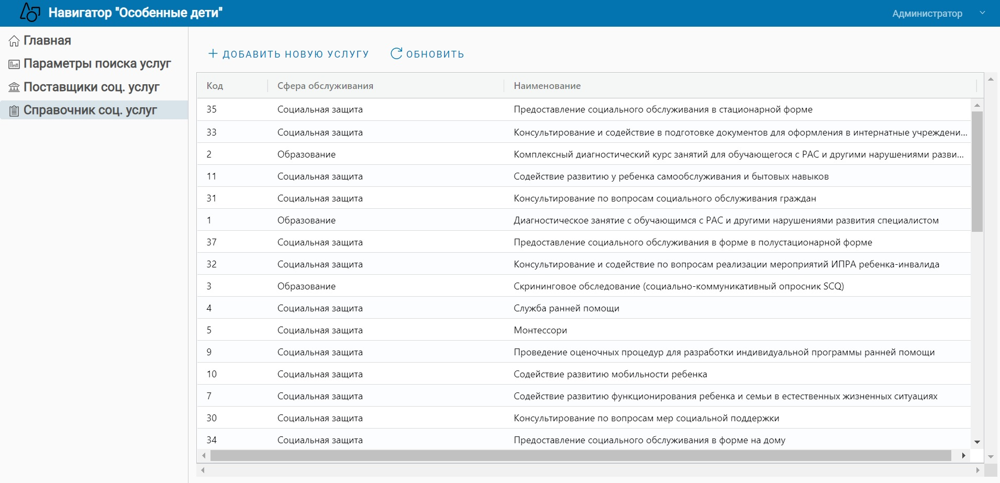 Навигатор "Особенные дети"
Администратор
Главная
Параметры поиска услуг
Поставщики соц. услуг
Справочник соц. услуг
ДОБАВИТЬ НОВУЮ УСЛУГУ ОБНОВИТЬ
Код Сфера обслуживания Наименование
35 Социальная защита Предоставление социального обслуживания в стационарной форме
33 Социальная защита Консультирование и содействие в подготовке документов для оформления в интернатные учреждени...
2 Образование Комплексный диагностический курс занятий для обучающегося с РАС и другими нарушениями разви...
11 Социальная защита Содействие развитию у ребенка самообслуживания и бытовых навыков
31 Социальная защита Консультирование по вопросам социального обслуживания граждан
1 Образование Диагностическое занятие с обучающимся с РАС и другими нарушениями развития специалистом
37 Социальная защита Предоставление социального обслуживания в форме в полустационарной форме
32 Социальная защита Консультирование и содействие по вопросам реализации мероприятий ИПРА ребенка-инвалида
3 Образование Скрининговое обследование (социально-коммуникативный опросник SCQ)
4 Социальная защита Служба ранней помощи
5 Социальная защита Монтессори
9 Социальная защита Проведение оценочных процедур для разработки индивидуальной программы ранней помощи
10 Социальная защита Содействие развитию мобильности ребенка
7 Социальная защита Содействие развитию функционирования ребенка и семьи в естественных жизненных ситуациях
30 Социальная защита Консультирование по вопросам мер социальной поддержки
34 Социальная защита Предоставление социального обслуживания в форме на дому